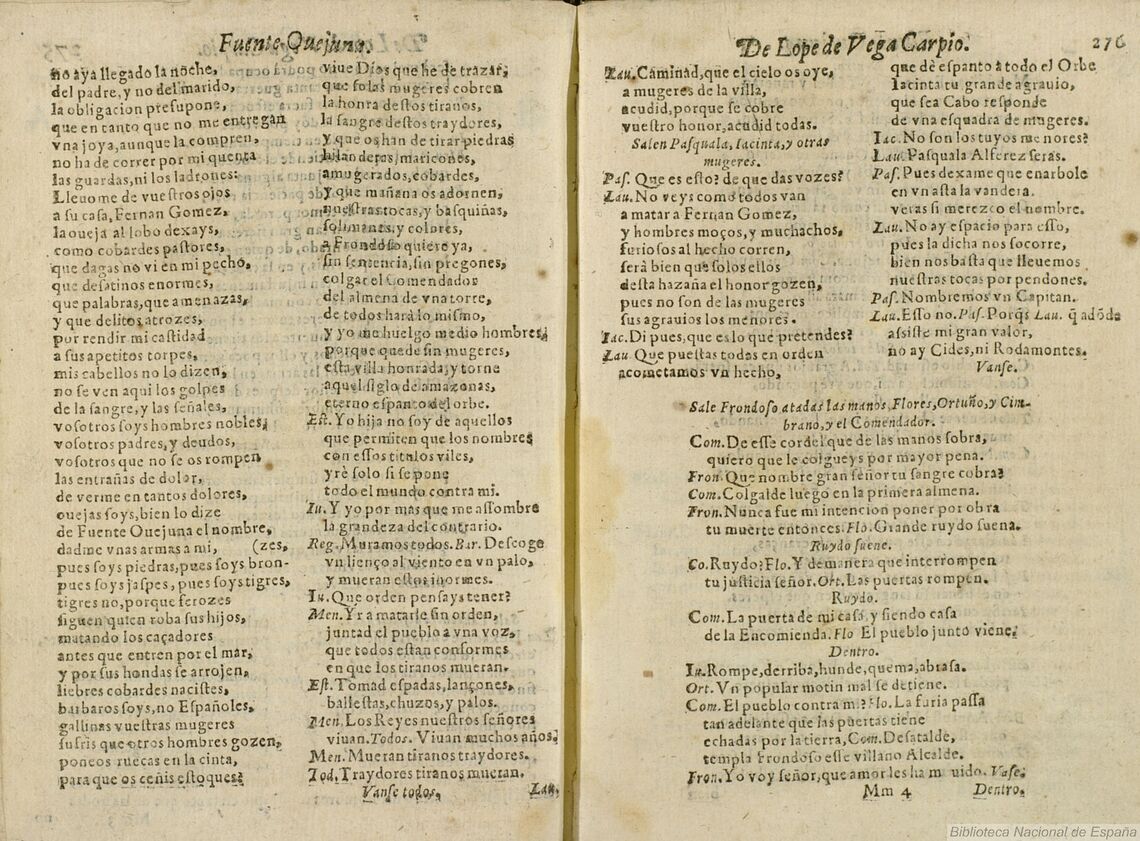 Fuente Quejuna.
no aya llegado la noche,
del padre, y no del marido,
la obligacion presupone,
que en tanto que no me entregan
vna joya, aunque la compren,
no ha de correr por mi quenta
las guardas, ni los ladrones:
Lleuome de vuestros ojos
a su casa, Fernan Gomez,
la oueja al lobo dexays,
como cobardes pastores,
que dagas no vi en mi pecho,
que desatinos enormes,
que palabras, que amenazas,
y que delitos atrozes,
por rendir mi castidad
a sus apetitos torpes,
mis cabellos no lo dizen,
no se ven aqui los golpes
de la sangre, y las señales,
vosotros soys hombres nobles,
vosotros padres, y deudos,
vosotros que no se os rompen
las entrañas de dolor,
de verme en tantos dolores,
ouejas soys, bien lo dize
de Fuente Ouejuna el nombre,
dadme vnas armas a mi, (zes,
pues soys piedras, pues soys bron-
pues soys jaspes, pues soys tigres,
tigres no, porque ferozes
siguen quien roba sus hijos,
matando los caçadores
antes que entren por el mar,
y por sus hondas se arrojen,
liebres cobardes nacistes,
barbaros soys, no Españoles,
gallinas vuestras mugeres
sufris que otros hombres gozen,
poneos ruecas en la cinta,
para que os ceñis estoques?
viue Dios que he de trazar,
que solas mugeres cobren
la honra destos tiranos,
la sangre destos traydores,
y que os han de tirar piedras
hilanderas, maricones,
amugerados, cobardes,
y que mañana os adornen,
nuestras tocas, y basquiñas,
solimanes, y colores,
a Frondoso quiere ya,
sin sentencia, sin pregones,
colgar el Comendador
del almena de vna torre,
de todos hará lo mismo,
y yo me huelgo medio hombres,
porque quede sin mugeres,
esta villa honrada, y torne
aquel siglo de amazonas,
eterno espanto del orbe.
Est. Yo hija no soy de aquellos
que permiten que los nombres
con essos titulos viles,
yrè solo si se pone
todo el mundo contra mi.
Iu. Y yo por mas que me assombre
la grandeza del contrario.
Reg. Muramos todos. Bar. Descoge
vn lienço al viento en vn palo,
y mueran estos inormes.
Iu. Que orden pensays tener?
Men. Yr a matarle sin orden,
juntad el pueblo a vna voz,
que todos estan conformes
en que los tiranos mueran.
Est. Tomad espadas, lançones,
ballestas, chuzos, y palos.
Men. Los Reyes nuestros señores
viuan. Todos. Viuan muchos años,
Men. Mueran tiranos traydores.
Tod. Traydores tiranos mueran.
Vanse todos.
Lau.
De Lope de Vega Carpio.
276
Lau. Caminad, que el cielo os oye,
a mugeres de la villa,
acudid, porque se cobre
vuestro honor, acudid todas.
Salen Pasquala, Iacinta, y otras
mugeres.
Pas. Que es esto? de que das vozes?
Lau. No veys como todos van
a matar a Fernan Gomez,
y hombres moços, y muchachos,
furiosos al hecho corren,
serà bien que solos ellos
desta hazaña el honor gozen,
pues no son de las mugeres
sus agrauios los menores.
Iac. Di pues, que es lo que pretendes?
Lau. Que puestas todas en orden
acometamos vn hecho,
que dè espanto a todo el Orbe
Iacinta tu grande agrauio,
que sea Cabo responde
de vna esquadra de mugeres.
Iac. No son los tuyos menores?
Lau. Pasquala Alferez seras.
Pas. Pues dexame que enarbole
en vn asta la vandera.
veras si merezco el nombre.
Lau. No ay espacio para esso,
pues la dicha nos socorre,
bien nos basta que lleuemos
nuestras tocas por pendones.
Pas. Nombremos vn Capitan.
Lau. Esso no. Pas. Porq̃ Lau. q̃ adõde
assiste mi gran valor,
no ay Cides, ni Rodamontes.
Vanse.
Sale Frondoso atadas las manos, Flores, Ortuño, y Cim-
brano, y el Comendador.
Com. De esse cordel que de las manos sobra,
quiero que le colgueys por mayor pena.
Fron. Que nombre gran señor tu sangre cobra?
Com. Colgalde luego en la primera almena.
Fron. Nunca fue mi intencion poner por obra
tu muerte entonces. Flo. Grande ruydo suena.
Ruydo suene.
Co. Ruydo? Flo. Y de manera que interrompen
tu justicia señor. Ort. Las puertas rompen.
Ruydo.
Com. La puerta de mi casa, y siendo casa
de la Encomienda. Flo El pueblo junto viene,
Dentro.
Iu. Rompe, derriba, hunde, quema, abrasa.
Ort. Vn popular motin mal se detiene.
Com. El pueblo contra mi? Flo. La furia passa
tan adelante que las puertas tiene
echadas por la tierra, Com. Desatalde,
templa Frondoso esse villano Alcalde.
Fron. Yo voy señor, que amor les ha m uido. Vase.
Mm 4
Dentro.
Biblioteca Nacional de España